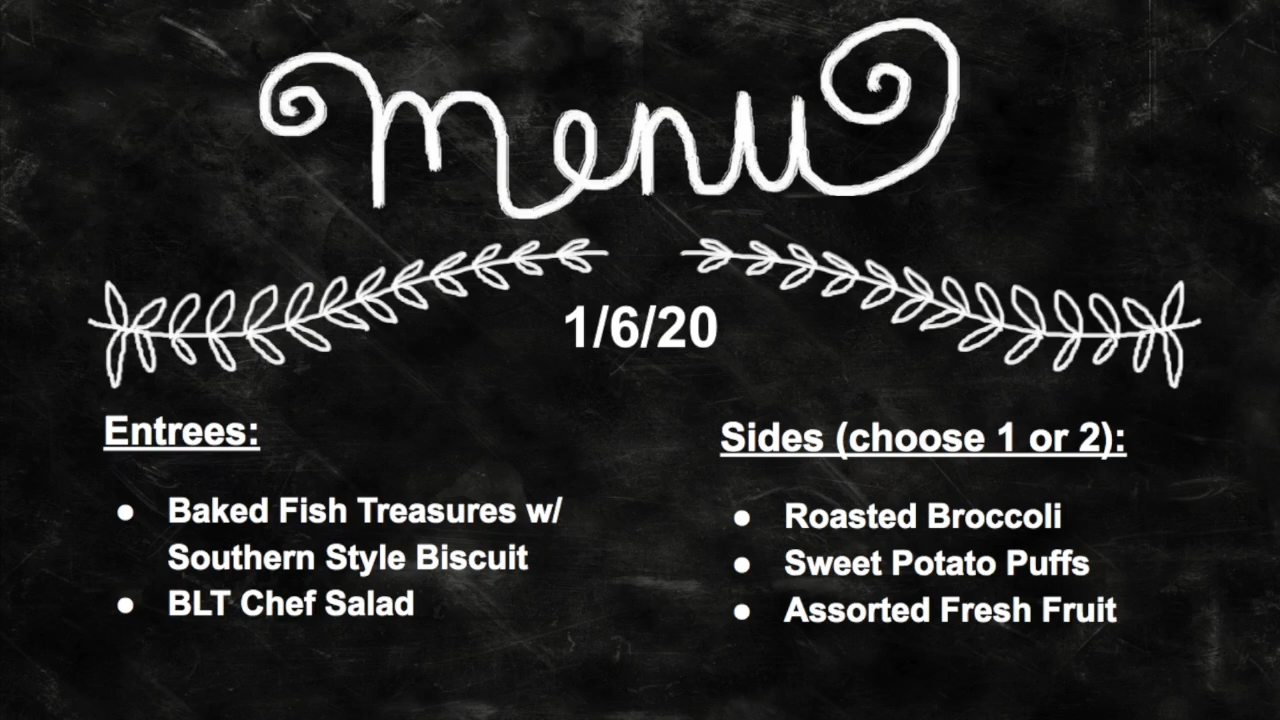 Menu
1/6/20
Entrees:
● Baked Fish Treasures w/
Southern Style Biscuit
● BLT Chef Salad
Sides (choose 1 or 2):
● Roasted Broccoli
● Sweet Potato Puffs
● Assorted Fresh Fruit